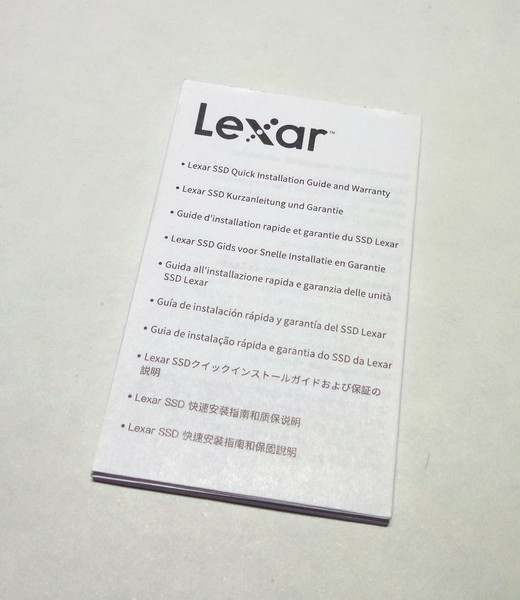 Lexar™
• Lexar SSD Quick Installation Guide and Warranty
• Lexar SSD Kurzanleitung und Garantie
• Guide d'installation rapide et garantie du SSD Lexar
• Lexar SSD Gids voor Snelle Installatie en Garantie
• Guida all'installazione rapida e garanzia delle unità
SSD Lexar
• Guía de instalación rápida y garantía del SSD Lexar
• Guia de instalação rápida e garantia do SSD da Lexar
• Lexar SSDクイックインストールガイドおよび保証の
説明
• Lexar SSD 快速安装指南和质保说明
• Lexar SSD 快速安裝指南和保固說明